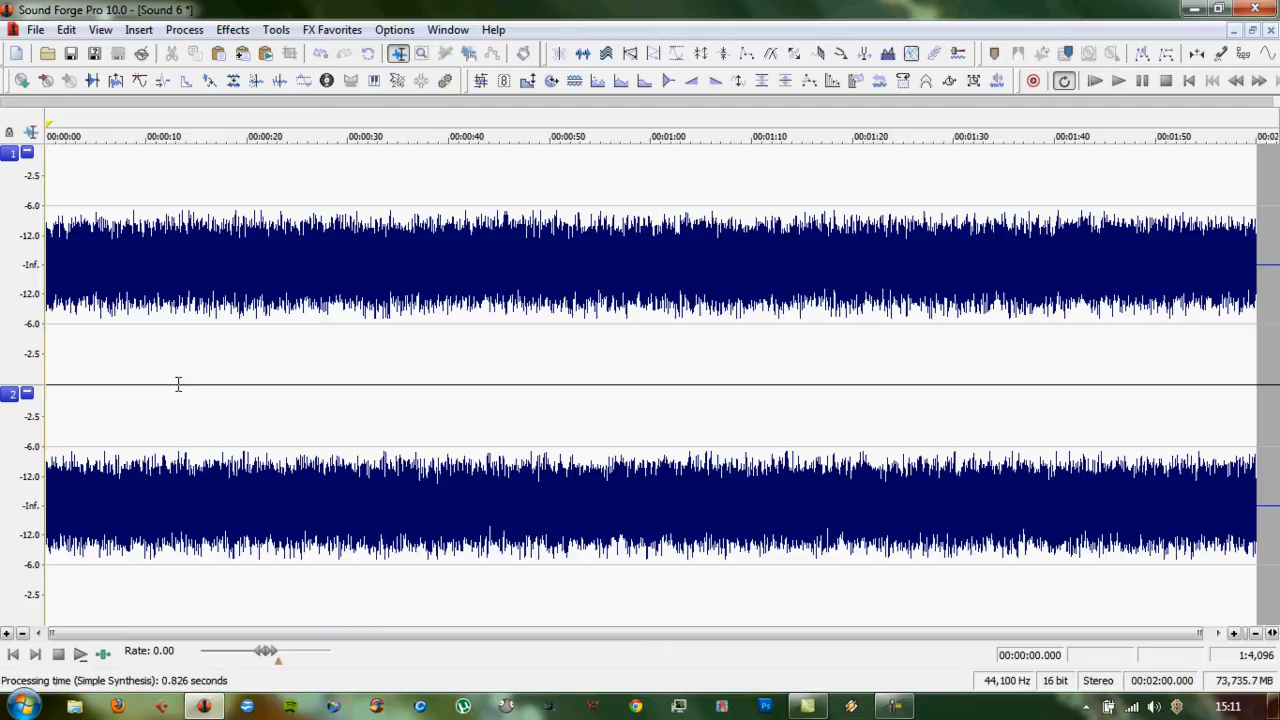 Sound Forge Pro 10.0 - [Sound 6 *]
File Edit View Insert Process Effects Tools FX Favorites Options Window Help
00:00:00 00:00:10 00:00:20 00:00:30 00:00:40 00:00:50 00:01:00 00:01:10 00:01:20 00:01:30 00:01:40 00:01:50 00:02
1
-2.5
-6.0
-12.0
-Inf.
-12.0
-6.0
-2.5
2
-2.5
-6.0
-12.0
-Inf.
-12.0
-6.0
-2.5
Rate: 0.00 00:00:00.000 1:4,096
Processing time (Simple Synthesis): 0.826 seconds 44,100 Hz 16 bit Stereo 00:02:00.000 73,735.7 MB
15:11